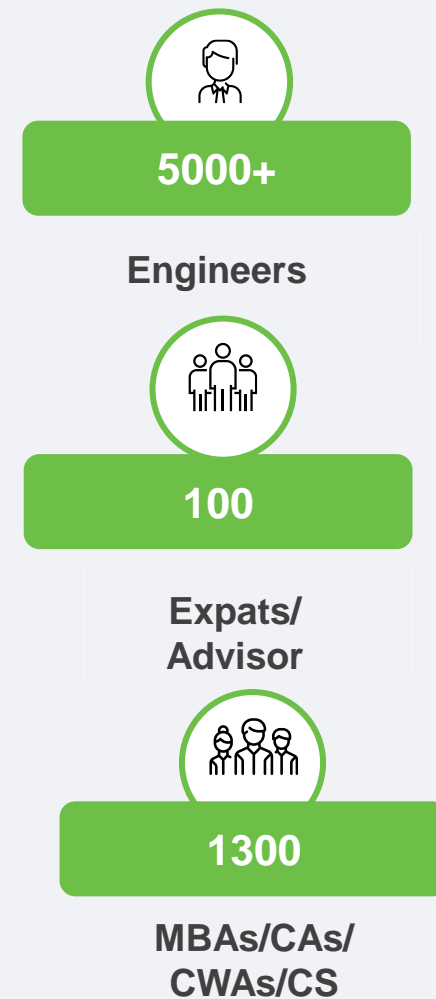 5000+
Engineers
100
Expats/
Advisor
1300
MBAs/CAs/
CWAs/CS